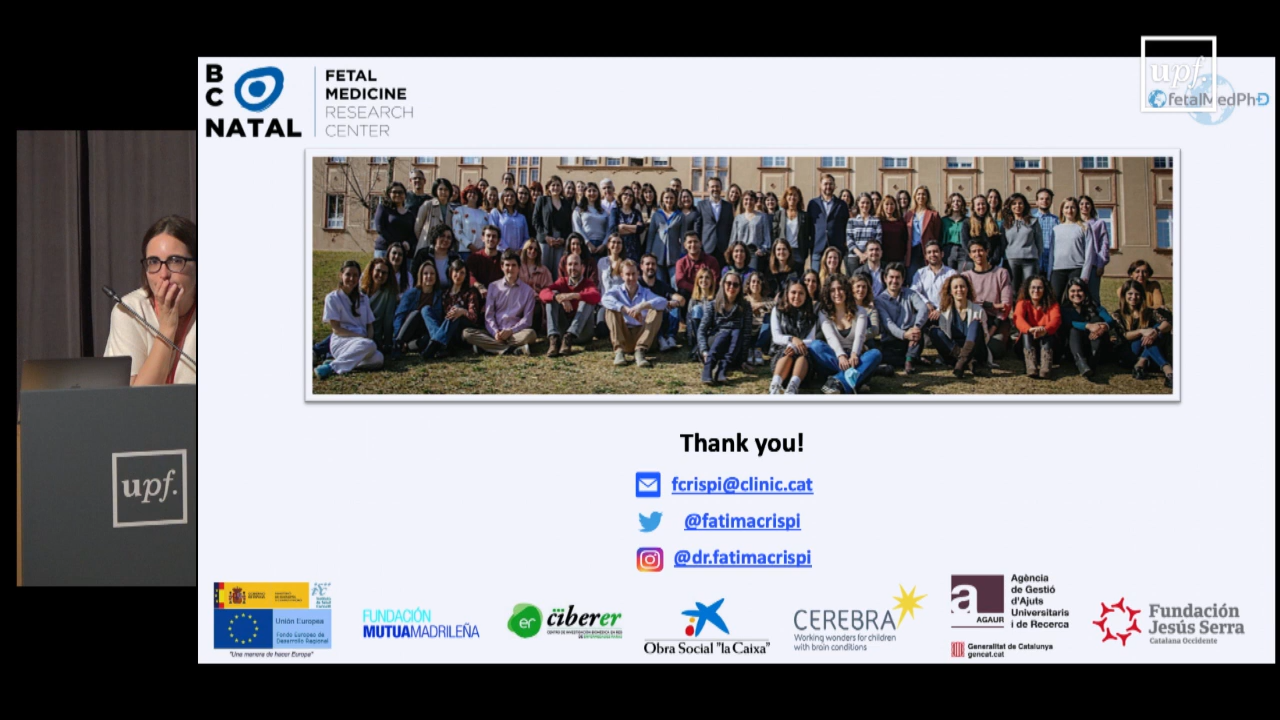 B
C
NATAL
FETAL
MEDICINE
RESEARCH
CENTER
upf.
fetalMedPhD
upf.
Thank you!
fcrispi@clinic.cat
@fatimacrispi
@dr.fatimacrispi
Unión Europea
Fondo Europeo de
Desarrollo Regional
"Una manera de hacer Europa"
FUNDACIÓN
MUTUAMADRILEÑA
er
ciberer
Obra Social "la Caixa"
CEREBRA
Working wonders for children
with brain conditions
a
AGAUR
Agència
de Gestió
d'Ajuts
Universitaris
i de Recerca
Generalitat de Catalunya
gencat.cat
Fundación
Jesús Serra
Catalana Occidente